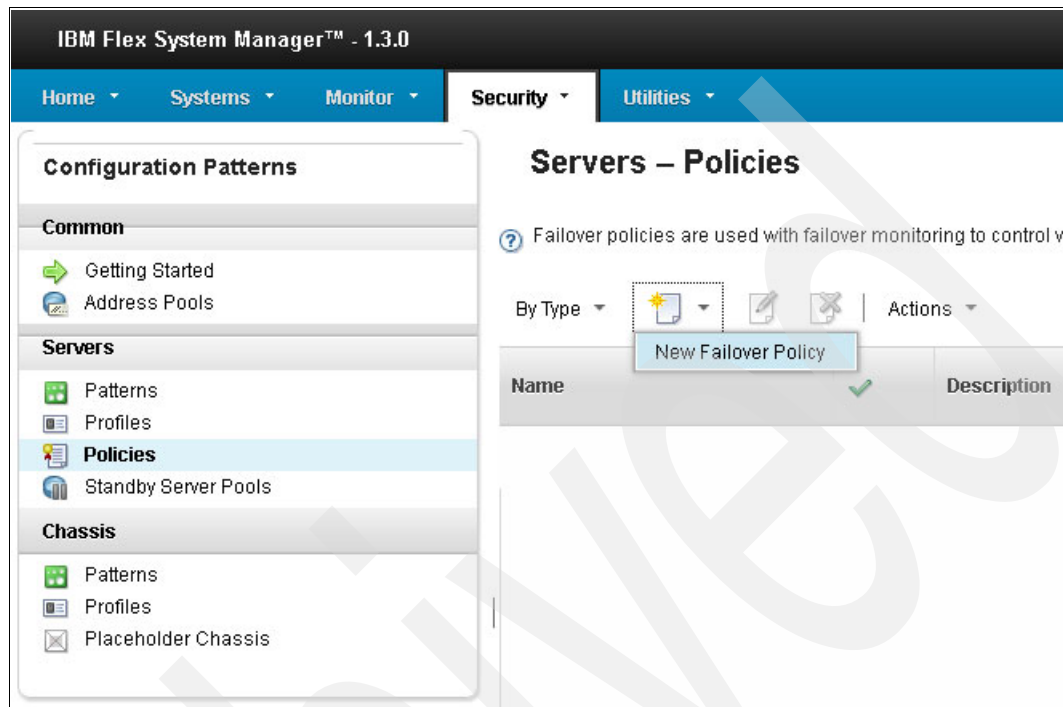 IBM Flex System Manager™ - 1.3.0
Home Systems Monitor Security Utilities
Configuration Patterns
Common
Getting Started
Address Pools
Servers
Patterns
Profiles
Policies
Standby Server Pools
Chassis
Patterns
Profiles
Placeholder Chassis
Servers – Policies
Failover policies are used with failover monitoring to control
By Type Actions
New Failover Policy
Name Description